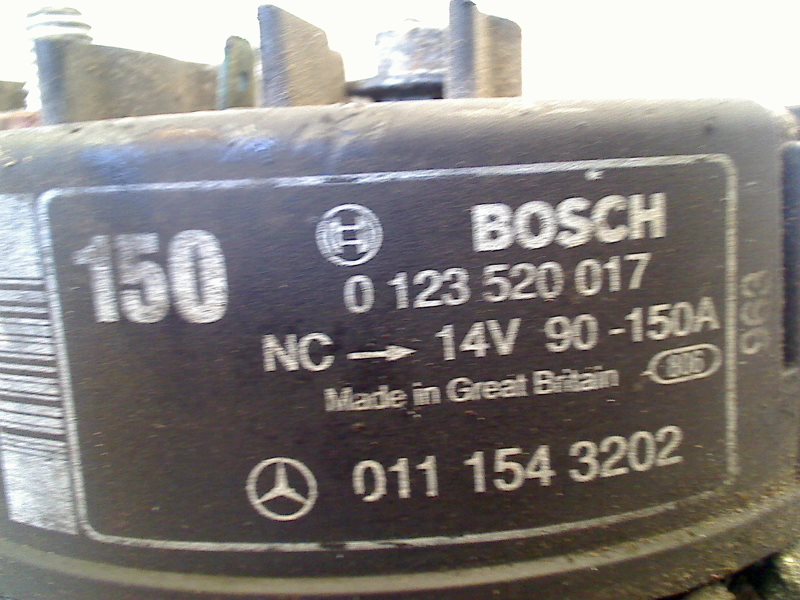 150
BOSCH
0 123 520 017
NC → 14V 90-150A
Made in Great Britain 806
011 154 3202